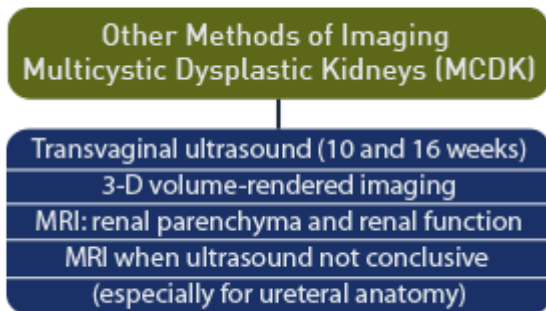 Other Methods of Imaging
Multicystic Dysplastic Kidneys (MCDK)
Transvaginal ultrasound (10 and 16 weeks)
3-D volume-rendered imaging
MRI: renal parenchyma and renal function
MRI when ultrasound not conclusive
(especially for ureteral anatomy)